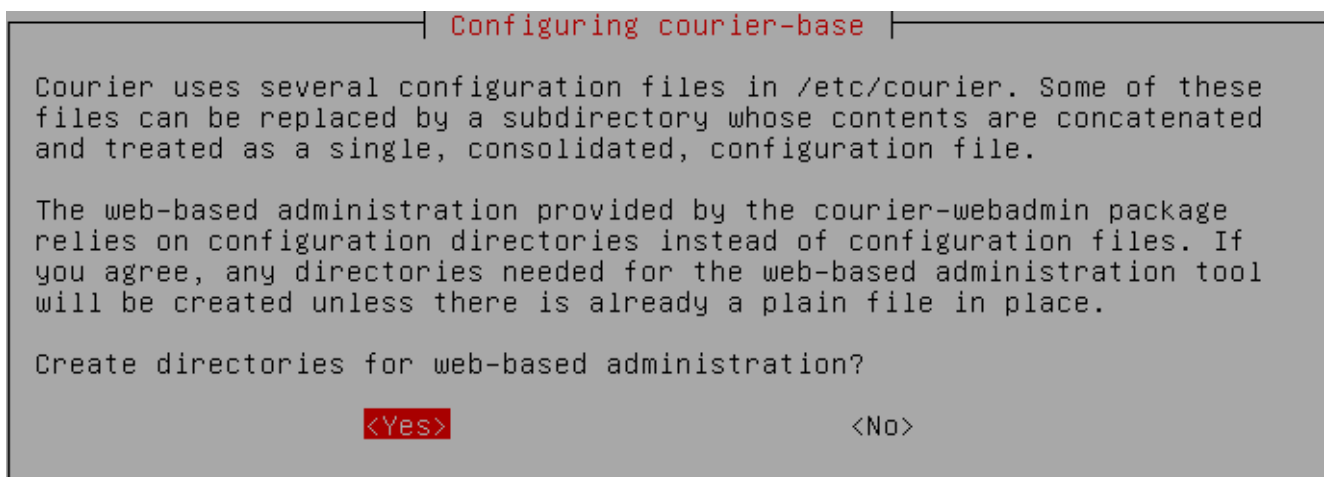 Configuring courier-base
Courier uses several configuration files in /etc/courier. Some of these
files can be replaced by a subdirectory whose contents are concatenated
and treated as a single, consolidated, configuration file.
The web-based administration provided by the courier-webadmin package
relies on configuration directories instead of configuration files. If
you agree, any directories needed for the web-based administration tool
will be created unless there is already a plain file in place.
Create directories for web-based administration?
<Yes> <No>